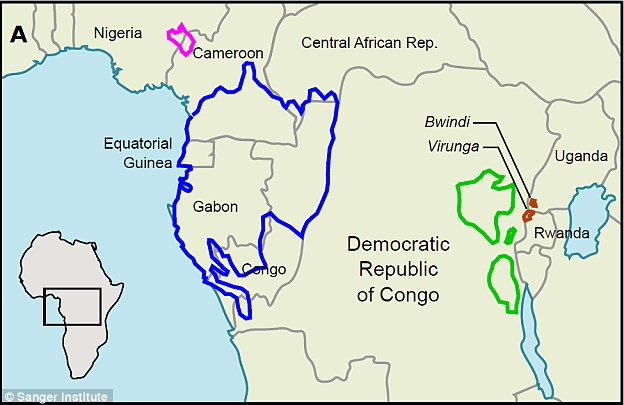 A
Nigeria
Cameroon
Central African Rep.
Equatorial
Guinea
Bwindi
Virunga
Uganda
Gabon
Rwanda
Democratic
Republic
of Congo
Congo
© Sanger Institute